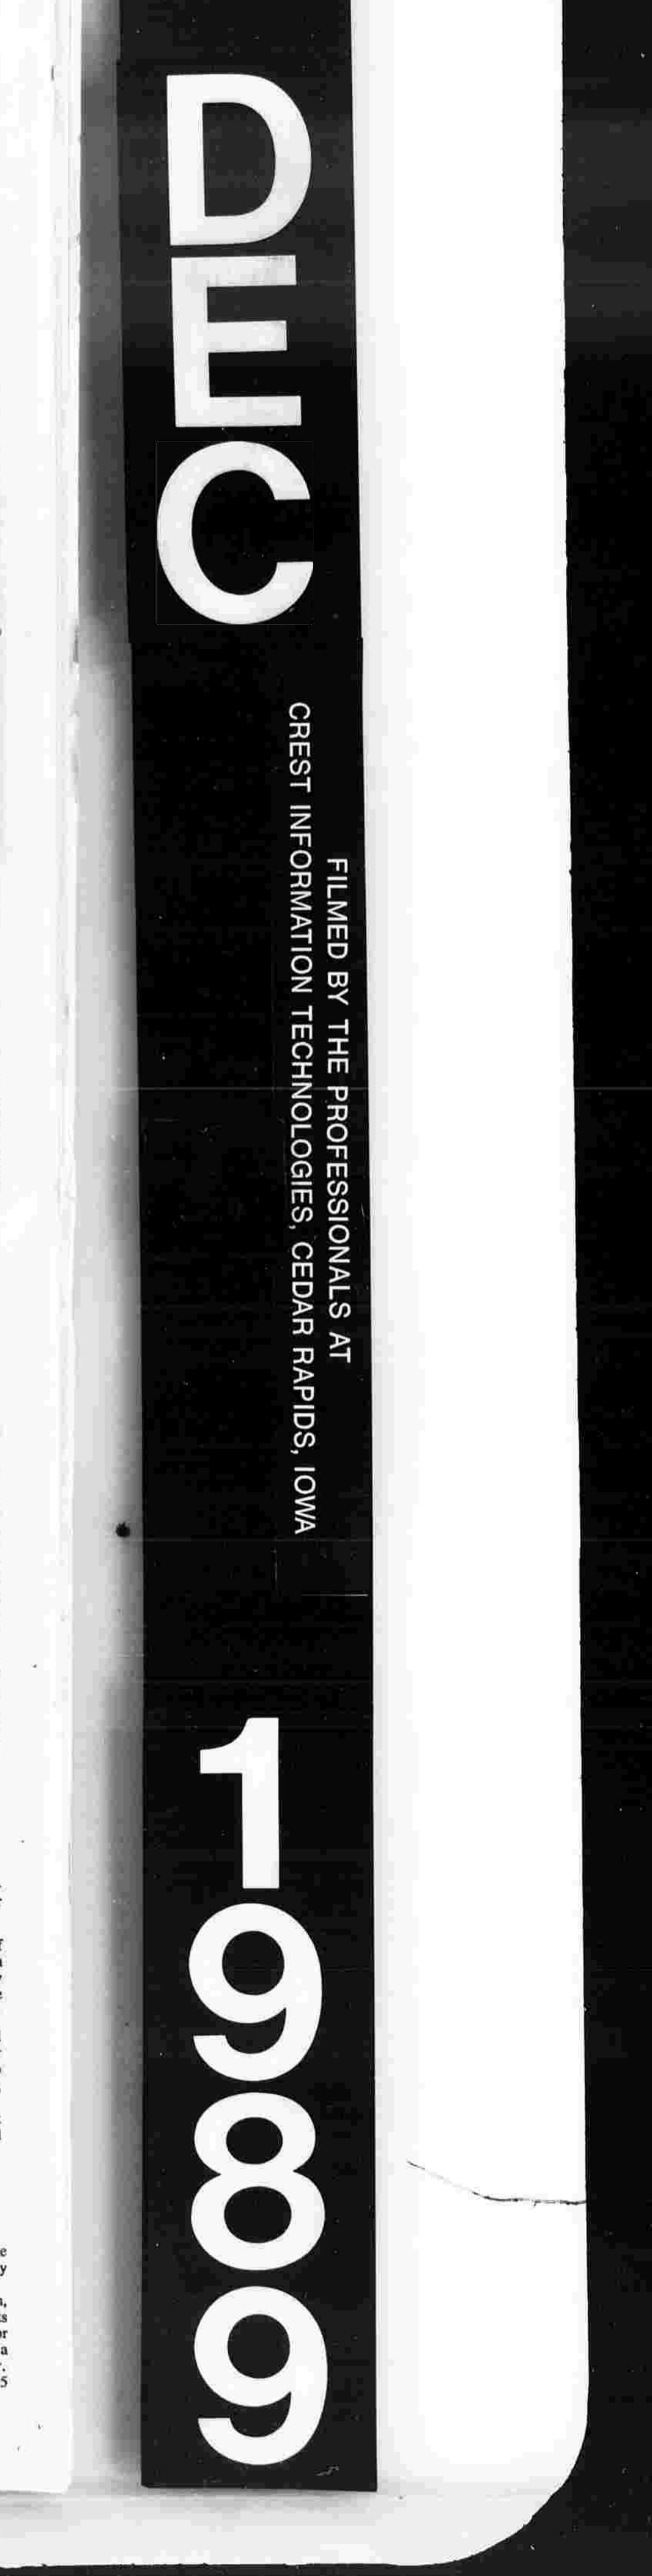 DEC
FILMED BY THE PROFESSIONALS AT
CREST INFORMATION TECHNOLOGIES, CEDAR RAPIDS, IOWA
1989